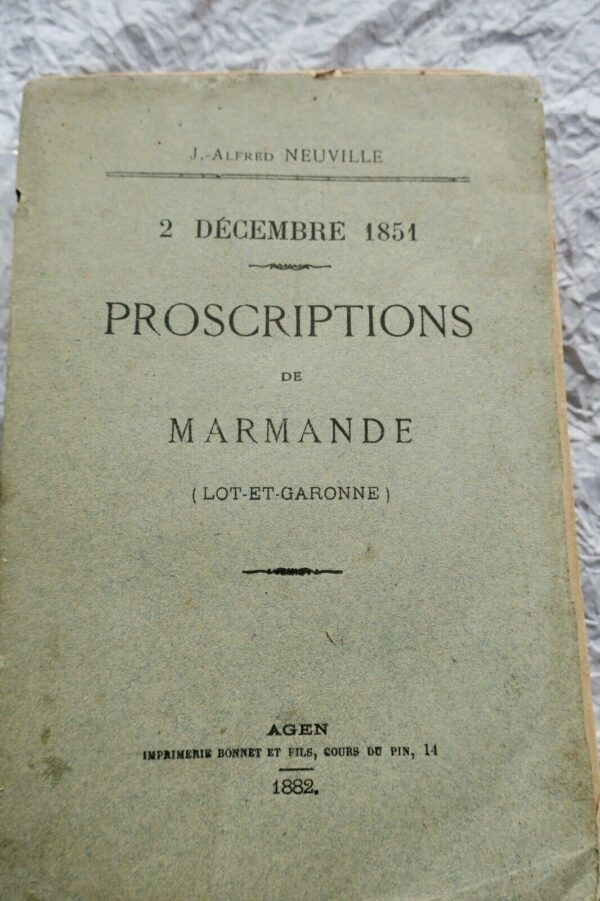 J.-Alfred NEUVILLE
2 DÉCEMBRE 1851
PROSCRIPTIONS
DE
MARMANDE
(LOT-ET-GARONNE)
AGEN
IMPRIMERIE BONNET ET FILS, COURS DU PIN, 14
1882.